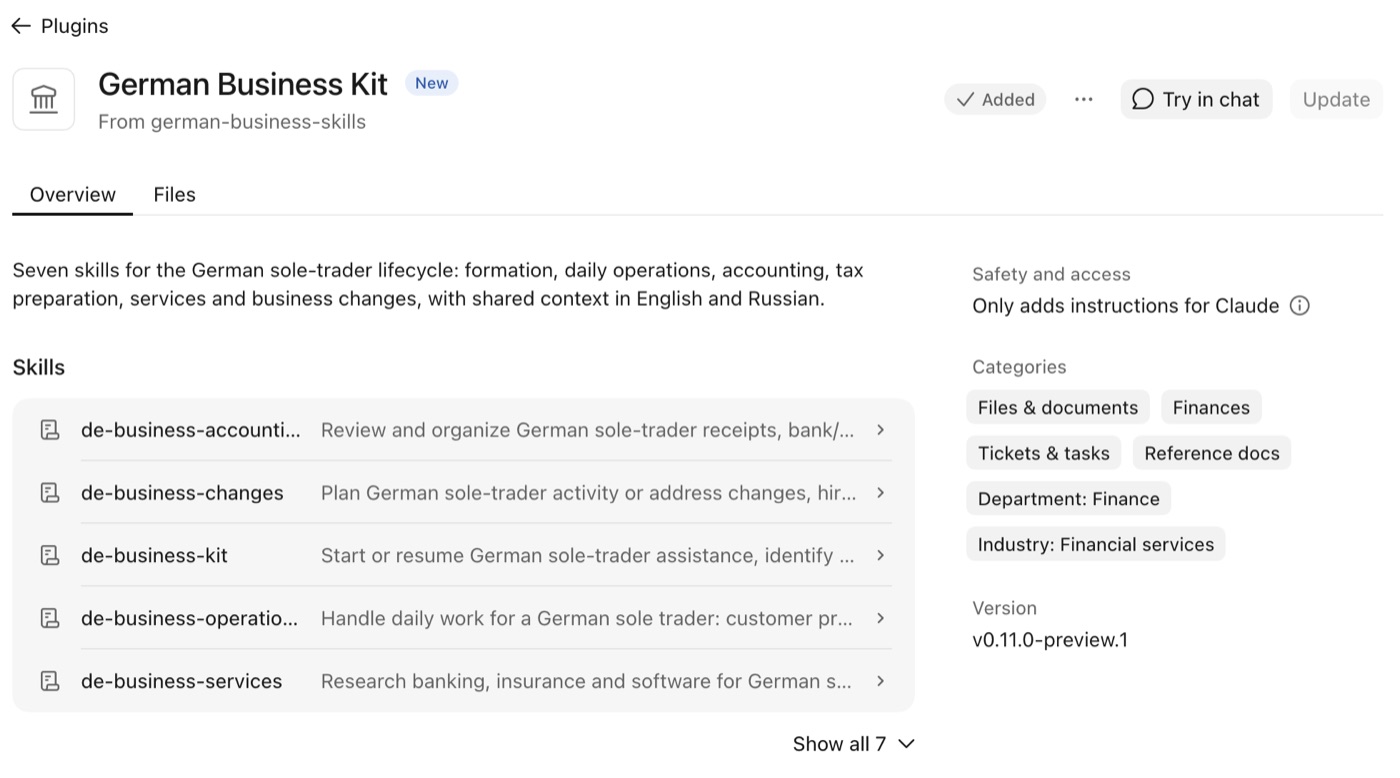 Plugins
German Business Kit New
From german-business-skills
Added
Try in chat
Update
Overview Files
Seven skills for the German sole-trader lifecycle: formation, daily operations, accounting, tax
preparation, services and business changes, with shared context in English and Russian.
Skills
de-business-accounti... Review and organize German sole-trader receipts, bank/...
de-business-changes Plan German sole-trader activity or address changes, hir...
de-business-kit Start or resume German sole-trader assistance, identify ...
de-business-operatio... Handle daily work for a German sole trader: customer pr...
de-business-services Research banking, insurance and software for German s...
Show all 7
Safety and access
Only adds instructions for Claude
Categories
Files & documents Finances
Tickets & tasks Reference docs
Department: Finance
Industry: Financial services
Version
v0.11.0-preview.1